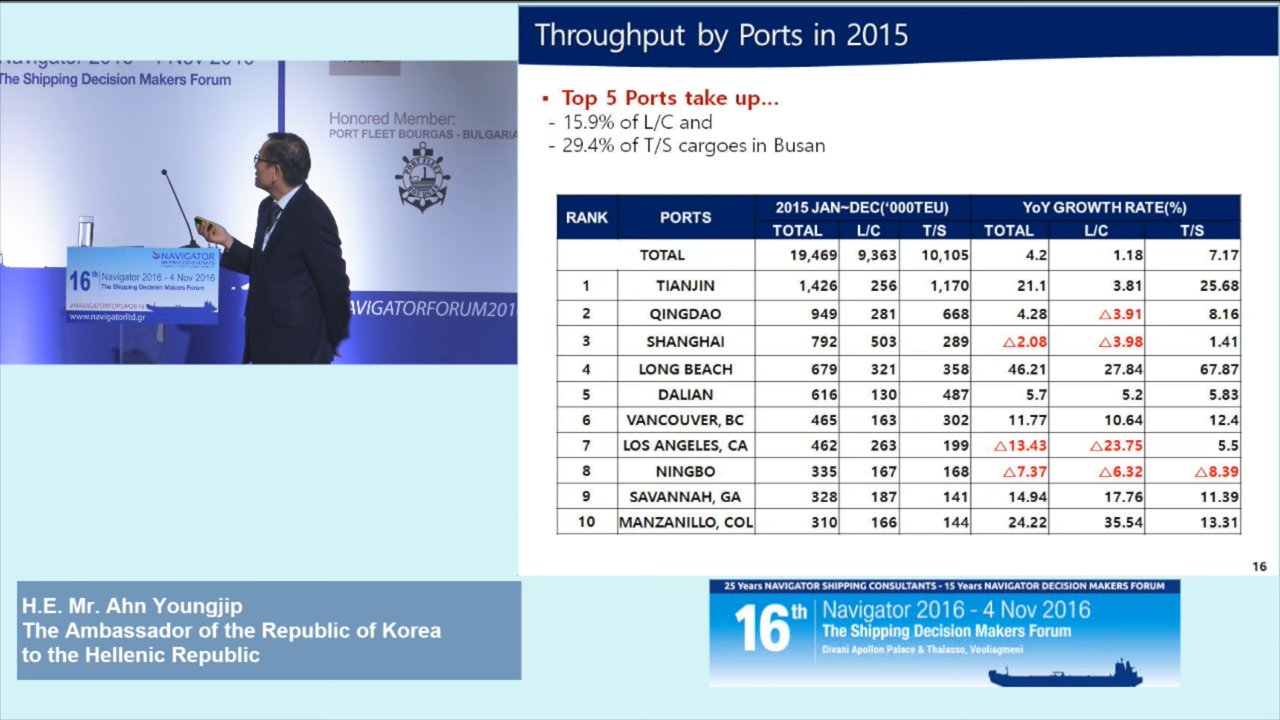 Navigator 2016 - 4 Nov 2016
The Shipping Decision Makers Forum
Honored Member:
PORT FLEET BOURGAS - BULGARIA
NAVIGATOR
16th Navigator 2016 - 4 Nov 2016
The Shipping Decision Makers Forum
#NAVIGATORFORUM2016
www.navigatorltd.gr
AVIGATORFORUM201
Throughput by Ports in 2015
▪ Top 5 Ports take up...
- 15.9% of L/C and
- 29.4% of T/S cargoes in Busan
RANK PORTS 2015 JAN~DEC('000TEU) YoY GROWTH RATE(%)
TOTAL L/C T/S TOTAL L/C T/S
TOTAL 19,469 9,363 10,105 4.2 1.18 7.17
1 TIANJIN 1,426 256 1,170 21.1 3.81 25.68
2 QINGDAO 949 281 668 4.28 △3.91 8.16
3 SHANGHAI 792 503 289 △2.08 △3.98 1.41
4 LONG BEACH 679 321 358 46.21 27.84 67.87
5 DALIAN 616 130 487 5.7 5.2 5.83
6 VANCOUVER, BC 465 163 302 11.77 10.64 12.4
7 LOS ANGELES, CA 462 263 199 △13.43 △23.75 5.5
8 NINGBO 335 167 168 △7.37 △6.32 △8.39
9 SAVANNAH, GA 328 187 141 14.94 17.76 11.39
10 MANZANILLO, COL 310 166 144 24.22 35.54 13.31
16
H.E. Mr. Ahn Youngjip
The Ambassador of the Republic of Korea
to the Hellenic Republic
25 Years NAVIGATOR SHIPPING CONSULTANTS - 15 Years NAVIGATOR DECISION MAKERS FORUM
16th Navigator 2016 - 4 Nov 2016
The Shipping Decision Makers Forum
Divani Apollon Palace & Thalasso, Vouliagmeni